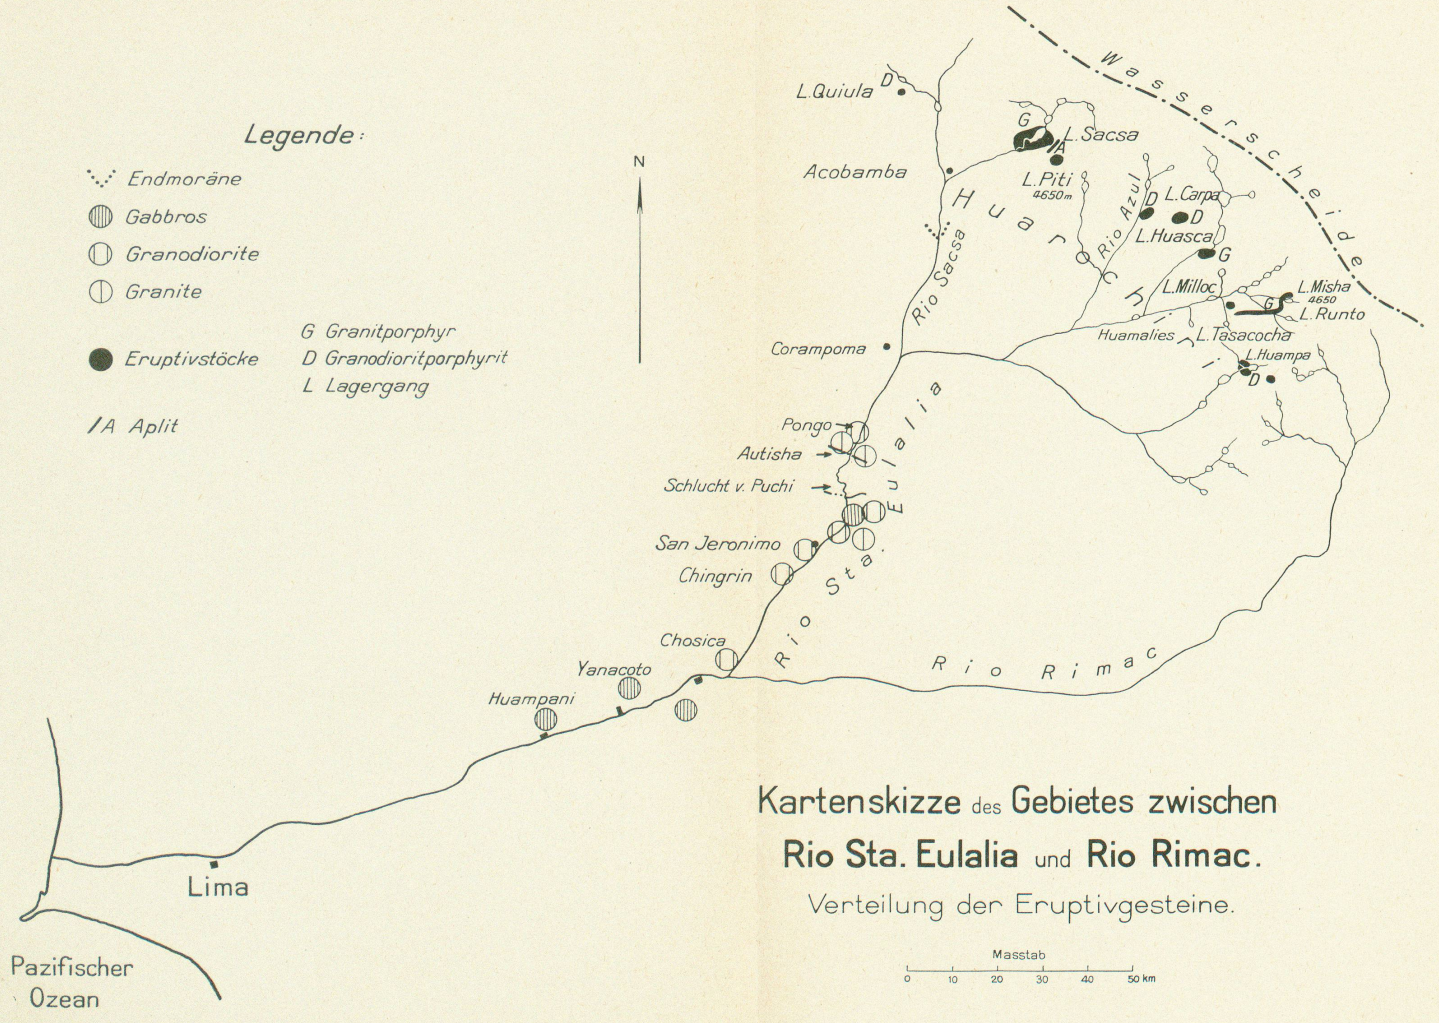 Legende:
Endmoräne
Gabbros
Granodiorite
Granite
G Granitporphyr
Eruptivstöcke
D Granodioritporphyrit
L Lagergang
/A Aplit
N
Wasserscheide
L.Quiula
D
G
L.Sacsa
A
Acobamba
L.Piti
4650m
Huarochiri
Rio Azul
D
L.Carpa
D
L.Huasca
G
Rio Sacsa
L.Milloc
L.Misha
4650
G
L.Runto
Huamalies
L.Tasacocha
Corampoma
L.Huampa
D
Pongo
Autisha
Schlucht v. Puchi
San Jeronimo
Chingrin
Rio Sta. Eulalia
Chosica
Yanacoto
Huampani
Rio Rimac
Lima
Pazifischer
Ozean
Kartenskizze des Gebietes zwischen
Rio Sta. Eulalia und Rio Rimac.
Verteilung der Eruptivgesteine.
Masstab
0 10 20 30 40 50 km